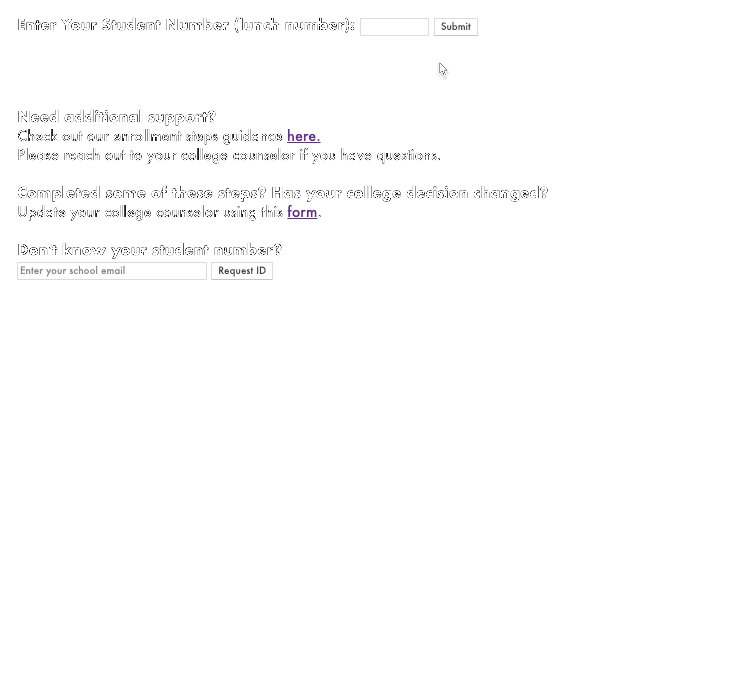 Enter Your Student Number (lunch number): Submit
Need additional support?
Check out our enrollment steps guidance here.
Please reach out to your college counselor if you have questions.
Completed some of these steps? Has your college decision changed?
Update your college counselor using this form.
Don't know your student number?
Enter your school email Request ID